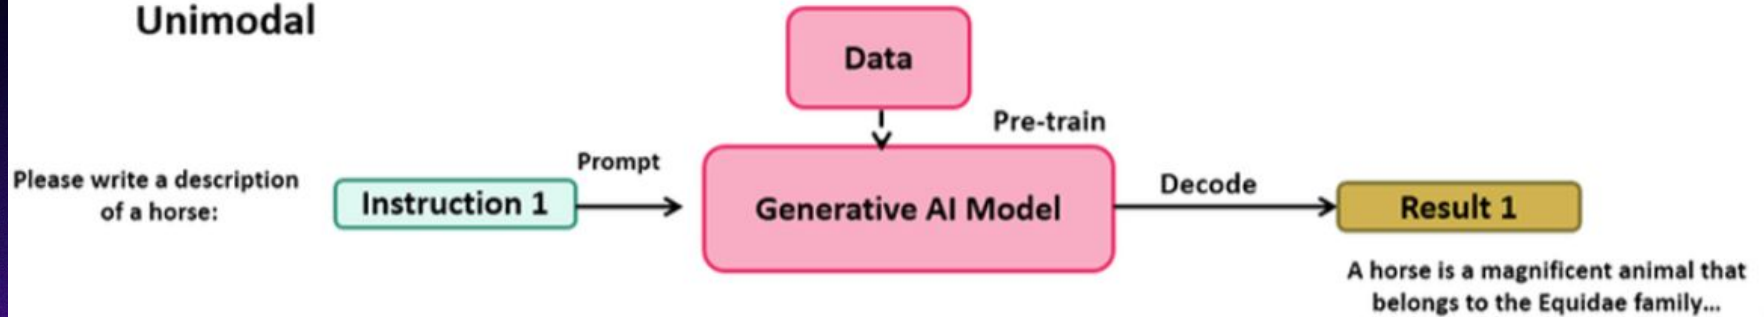 Unimodal
Data
Pre-train
Please write a description
of a horse:
Instruction 1
Prompt
Generative AI Model
Decode
Result 1
A horse is a magnificent animal that
belongs to the Equidae family...